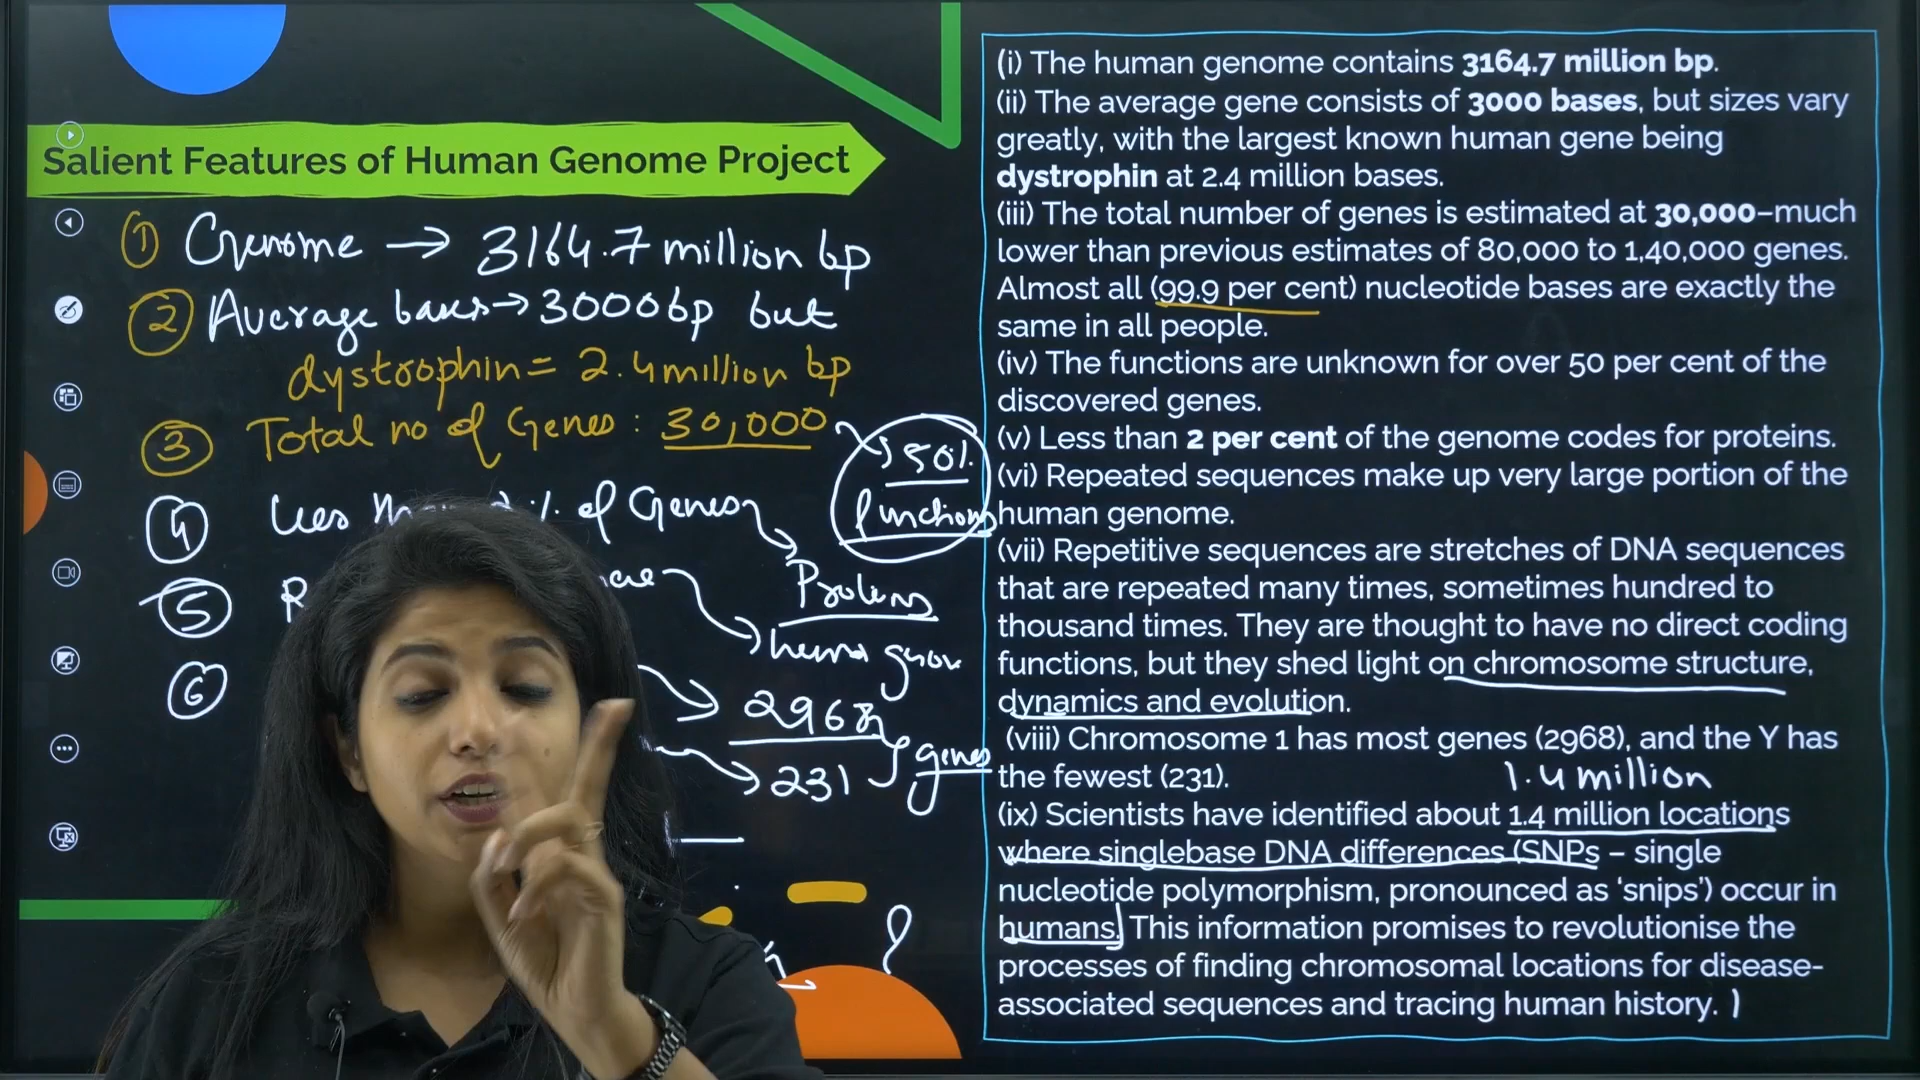 Salient Features of Human Genome Project
① Genome → 3164.7 million bp
② Average bases → 3000 bp but
dystrophin = 2.4 million bp
③ Total no of Genes : 30,000
50%
functions
④ Less % of Genes
Proteins
⑤
⑥
2968
231
genes
(i) The human genome contains 3164.7 million bp.
(ii) The average gene consists of 3000 bases, but sizes vary
greatly, with the largest known human gene being
dystrophin at 2.4 million bases.
(iii) The total number of genes is estimated at 30,000–much
lower than previous estimates of 80,000 to 1,40,000 genes.
Almost all (99.9 per cent) nucleotide bases are exactly the
same in all people.
(iv) The functions are unknown for over 50 per cent of the
discovered genes.
(v) Less than 2 per cent of the genome codes for proteins.
(vi) Repeated sequences make up very large portion of the
human genome.
(vii) Repetitive sequences are stretches of DNA sequences
that are repeated many times, sometimes hundred to
thousand times. They are thought to have no direct coding
functions, but they shed light on chromosome structure,
dynamics and evolution.
(viii) Chromosome 1 has most genes (2968), and the Y has
the fewest (231).
1.4 million
(ix) Scientists have identified about 1.4 million locations
where singlebase DNA differences (SNPs – single
nucleotide polymorphism, pronounced as ‘snips’) occur in
humans. This information promises to revolutionise the
processes of finding chromosomal locations for disease-
associated sequences and tracing human history.